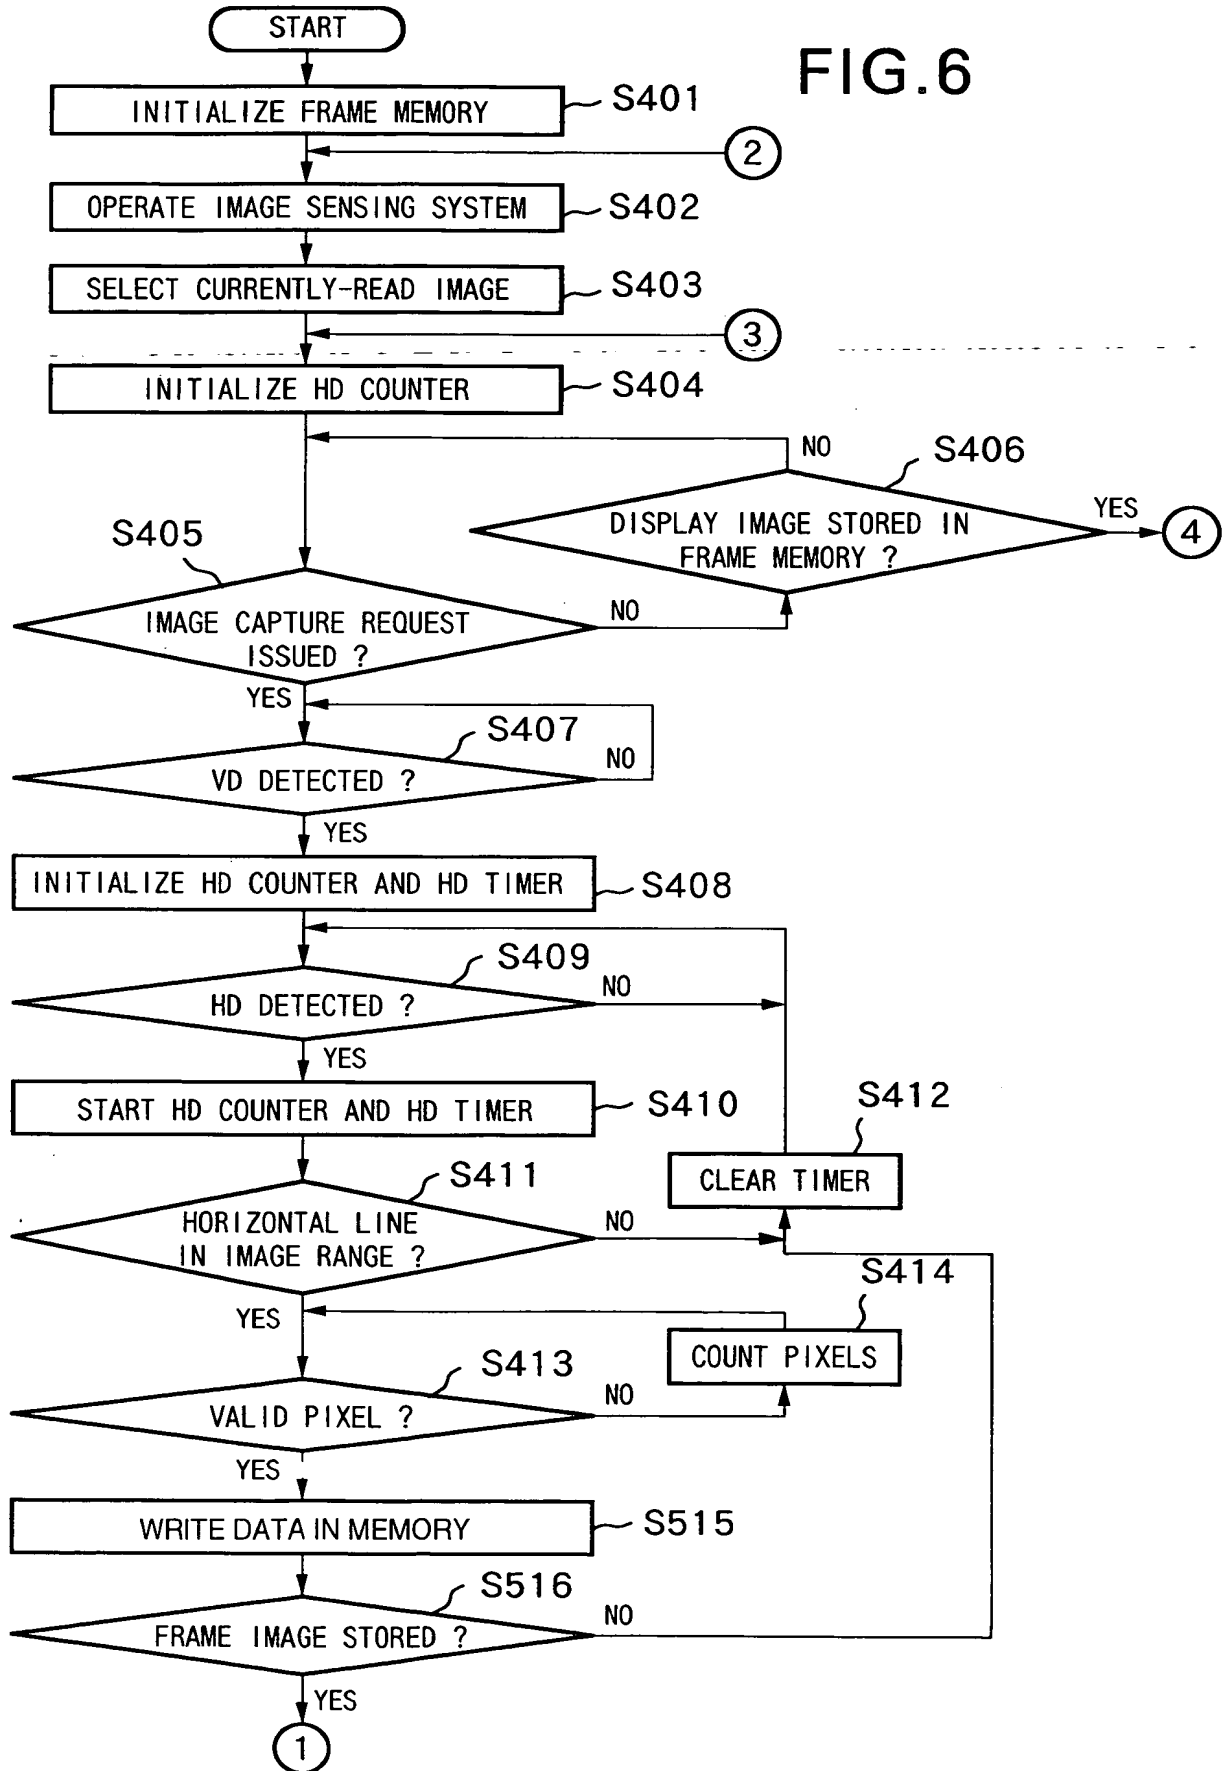 START
FIG.6
INITIALIZE FRAME MEMORY
S401
2
OPERATE IMAGE SENSING SYSTEM
S402
SELECT CURRENTLY-READ IMAGE
S403
3
INITIALIZE HD COUNTER
S404
NO
S406
DISPLAY IMAGE STORED IN
FRAME MEMORY ?
YES
4
S405
IMAGE CAPTURE REQUEST
ISSUED ?
NO
YES
S407
VD DETECTED ?
NO
YES
INITIALIZE HD COUNTER AND HD TIMER
S408
S409
HD DETECTED ?
NO
YES
START HD COUNTER AND HD TIMER
S410
S412
CLEAR TIMER
S411
HORIZONTAL LINE
IN IMAGE RANGE ?
NO
YES
S414
COUNT PIXELS
S413
VALID PIXEL ?
NO
YES
WRITE DATA IN MEMORY
S515
S516
FRAME IMAGE STORED ?
NO
YES
1